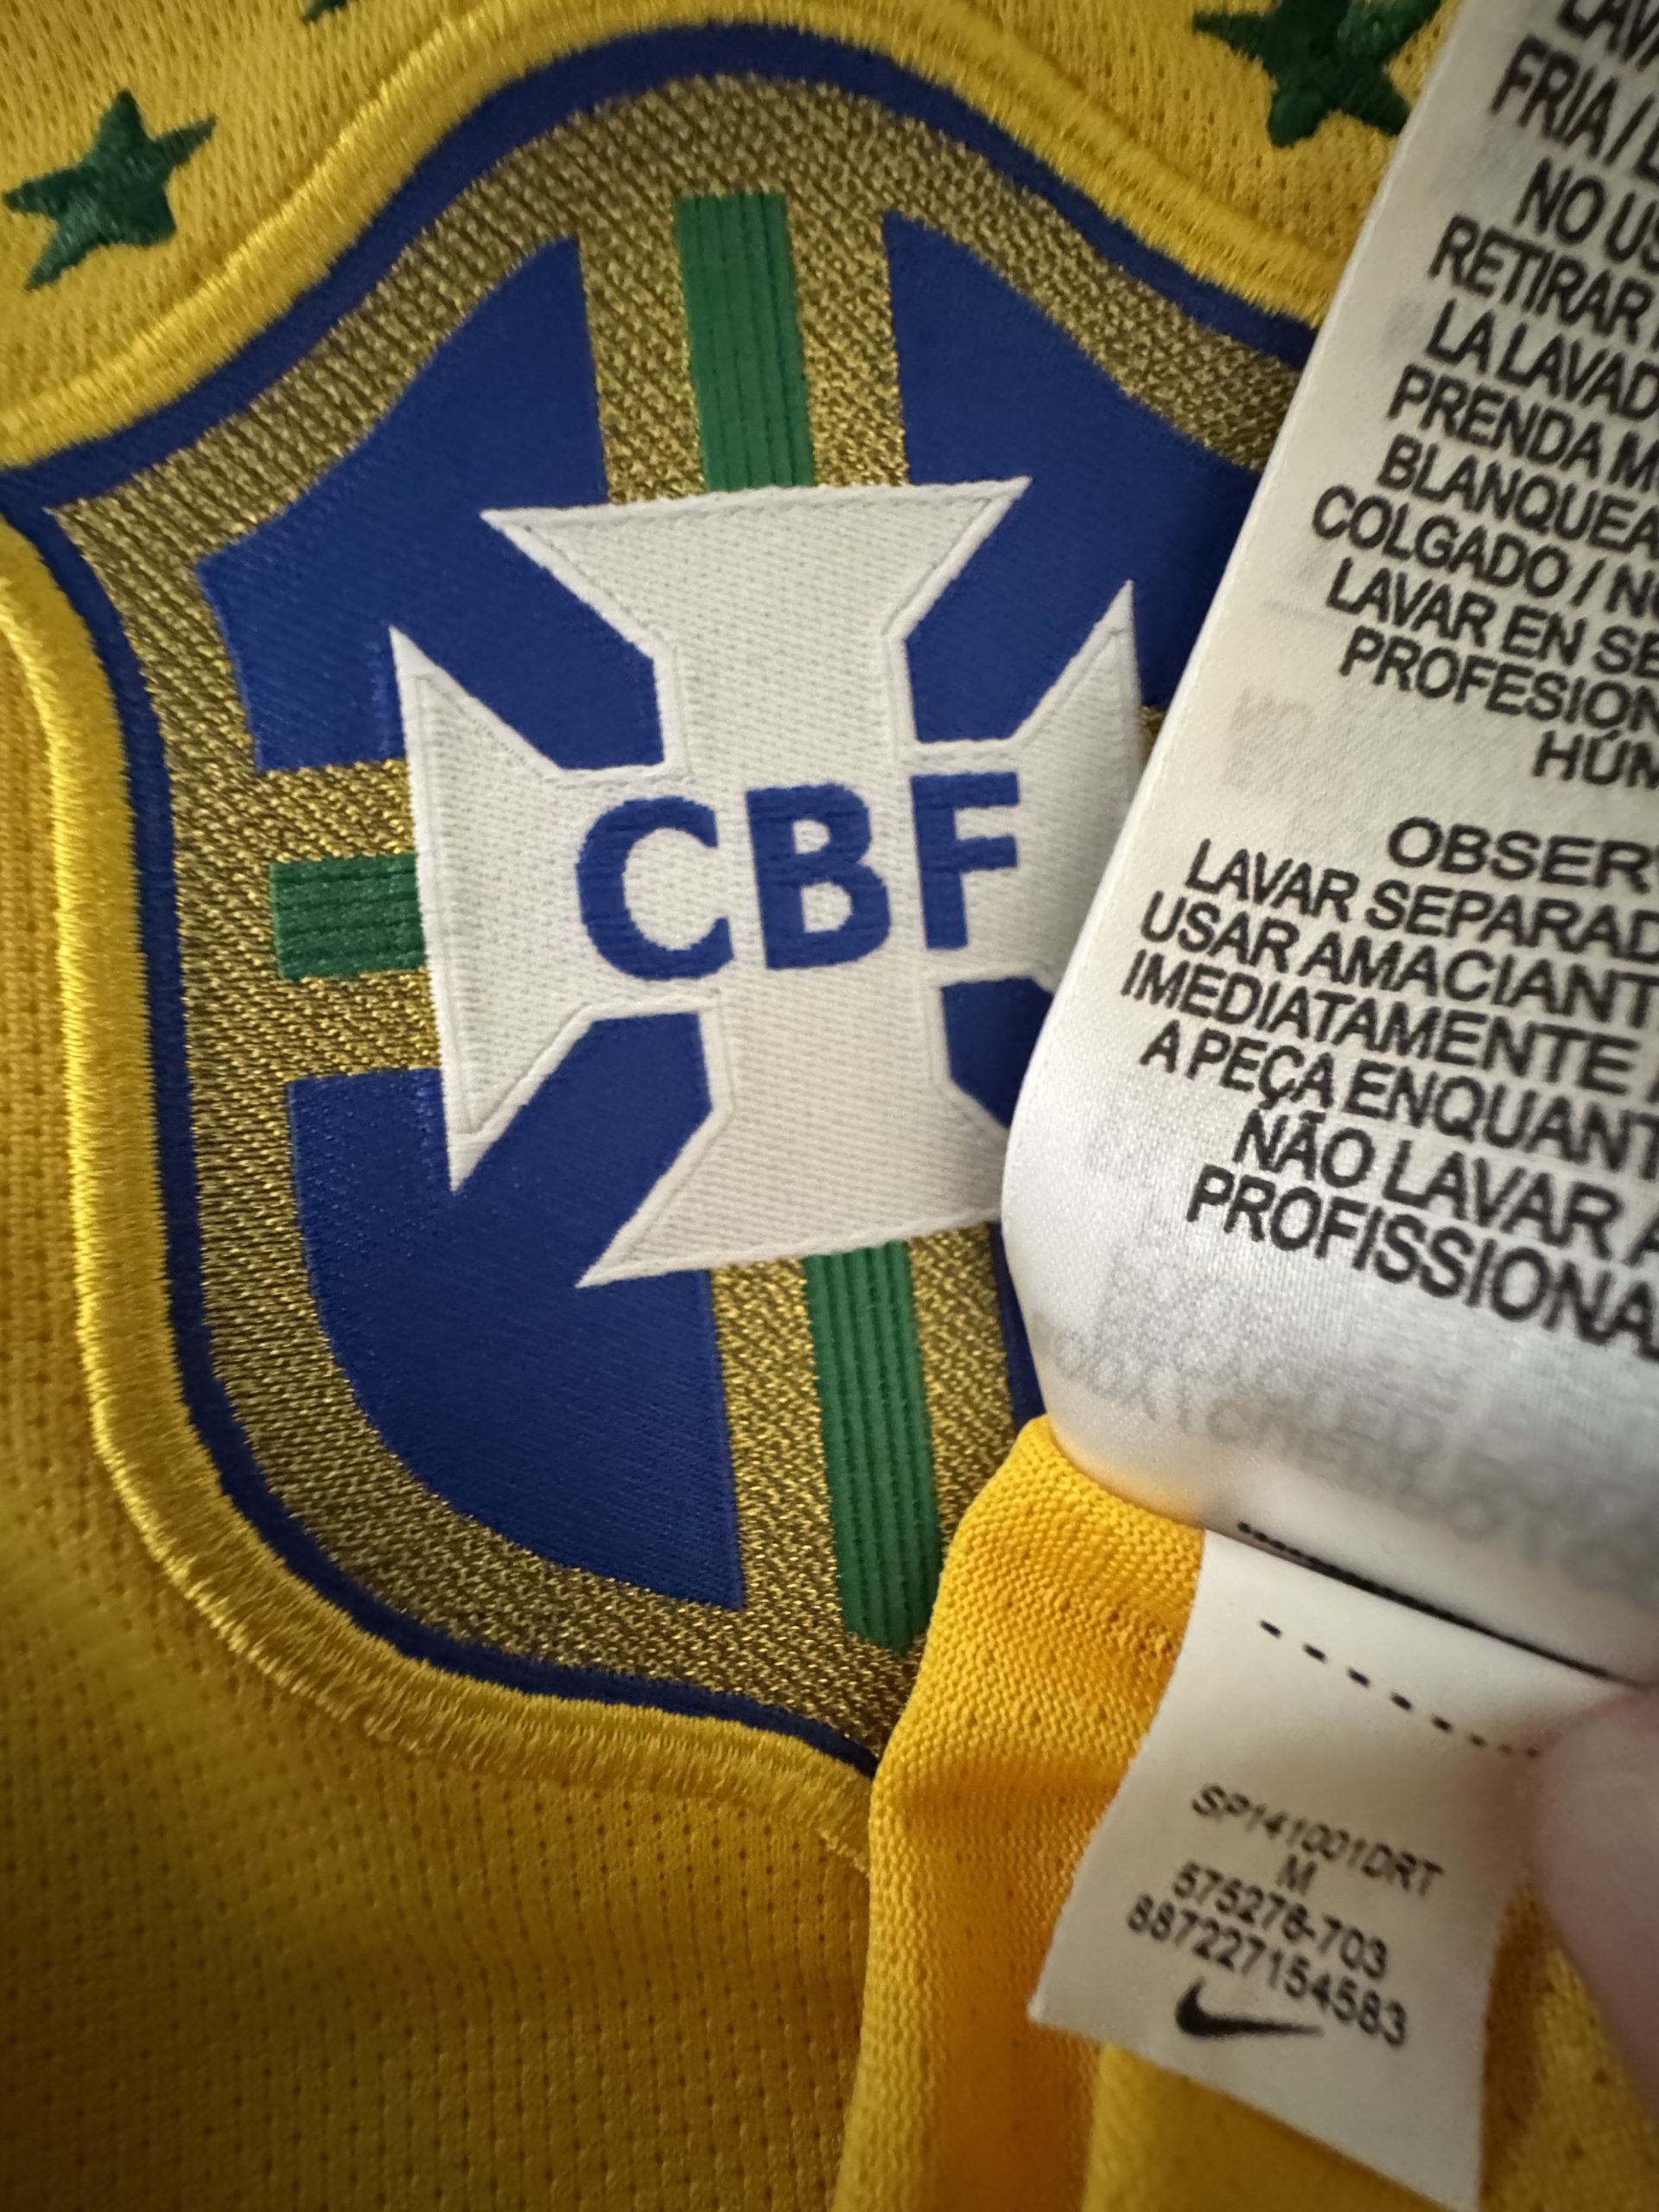 CBF
FRIA /
NO US
RETIRAR
LA LAVAD
PRENDA M
BLANQUEA
COLGADO / N
LAVAR EN SE
PROFESION
HÚM
OBSERV
LAVAR SEPARAD
USAR AMACIANT
IMEDIATAMENTE
A PEÇA ENQUANT
NÃO LAVAR A
PROFISSIONA
SP141001DRT
M
575276-703
887227154583